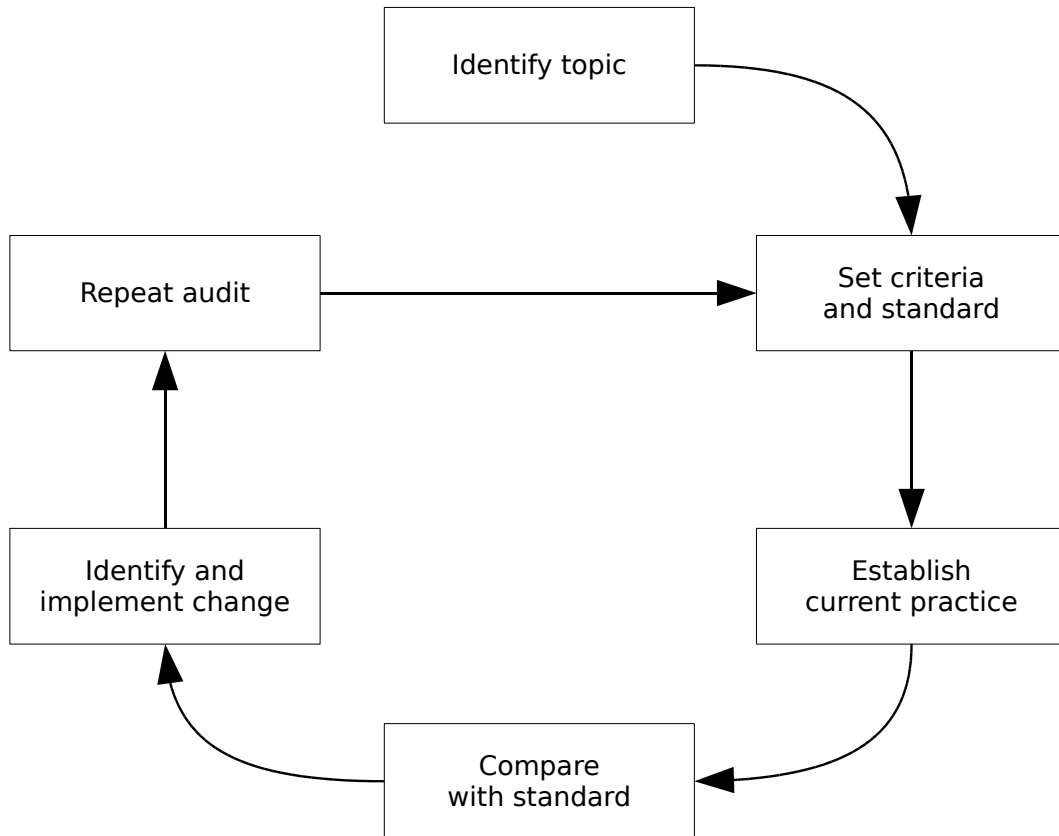 Identify topic
Repeat audit
Set criteria
and standard
Identify and
implement change
Establish
current practice
Compare
with standard